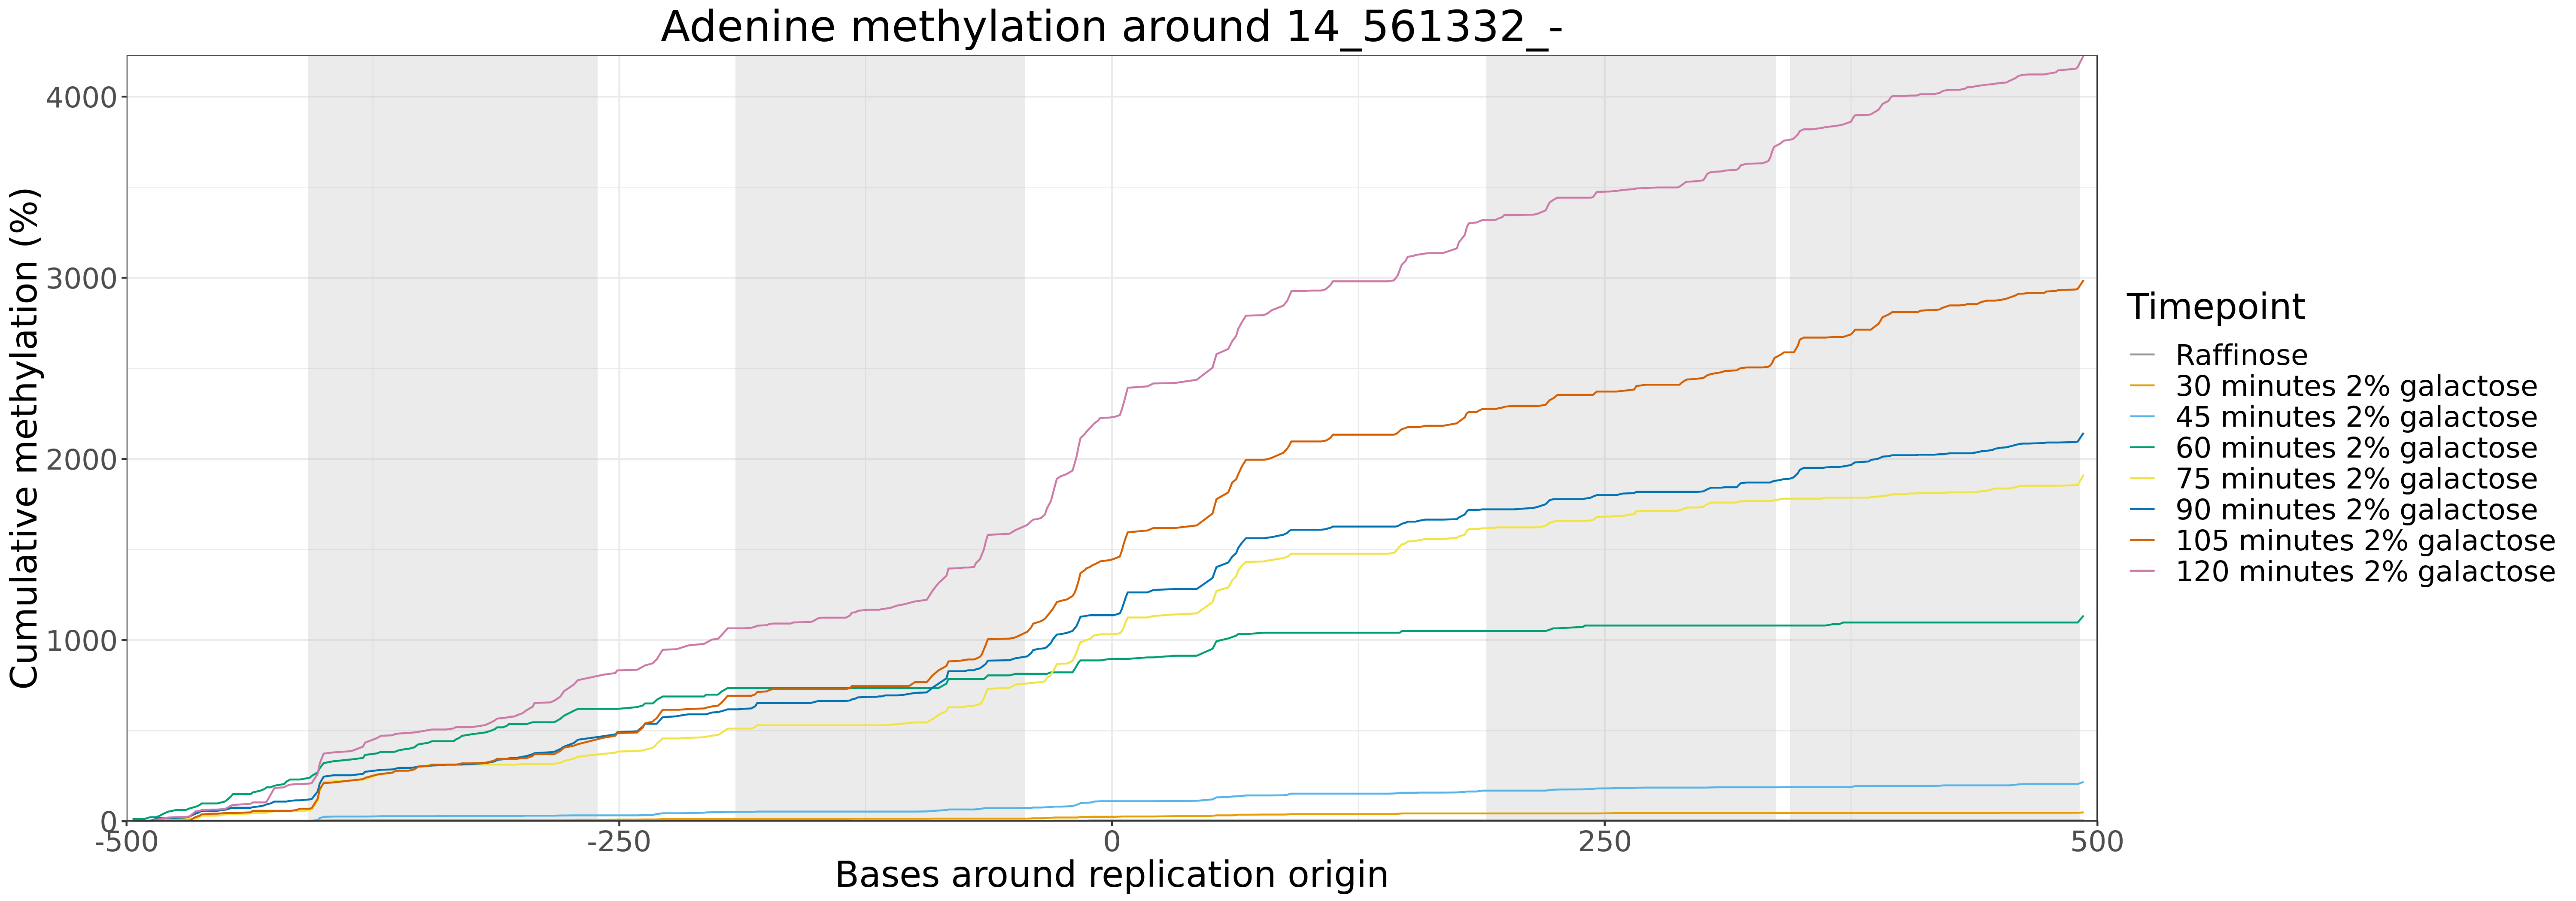 Adenine methylation around 14_561332_-
Cumulative methylation (%)
4000
3000
2000
1000
0
-500
-250
0
250
500
Bases around replication origin
Timepoint
Raffinose
30 minutes 2% galactose
45 minutes 2% galactose
60 minutes 2% galactose
75 minutes 2% galactose
90 minutes 2% galactose
105 minutes 2% galactose
120 minutes 2% galactose